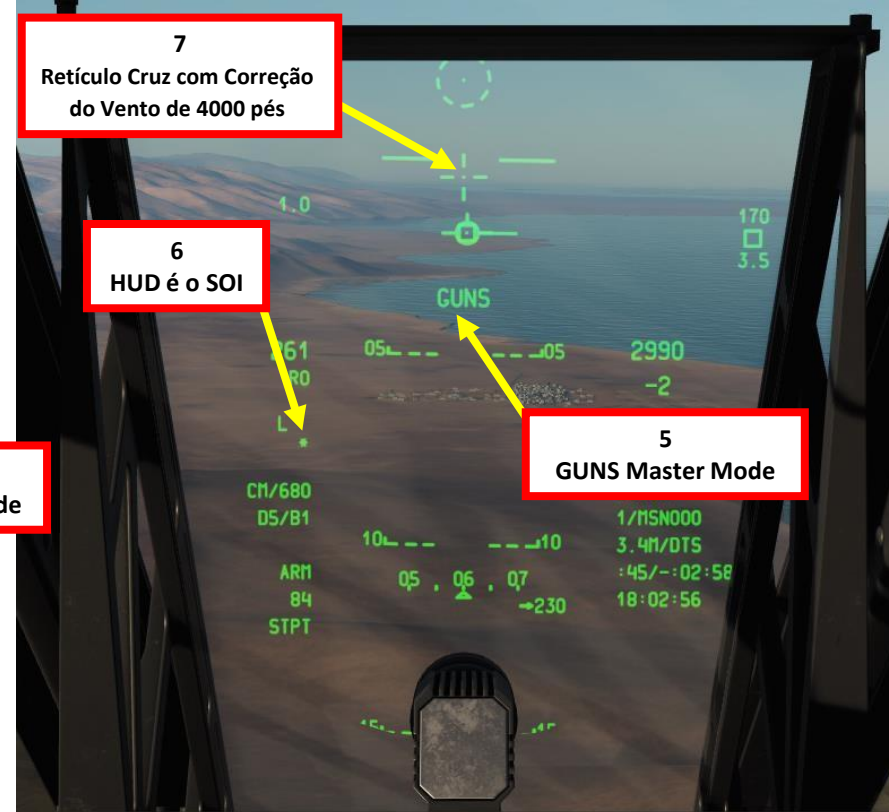 7
Retículo Cruz com Correção
do Vento de 4000 pés
1.0
170
3.5
6
HUD é o SOI
GUNS
05 05
2990
-2
L
*
5
GUNS Master Mode
CM/680
D5/B1
1/MSN000
3.4M/DTS
:45/-:02:58
18:02:56
10 10
ARM
84
STPT
05 . 06 . 07
→230